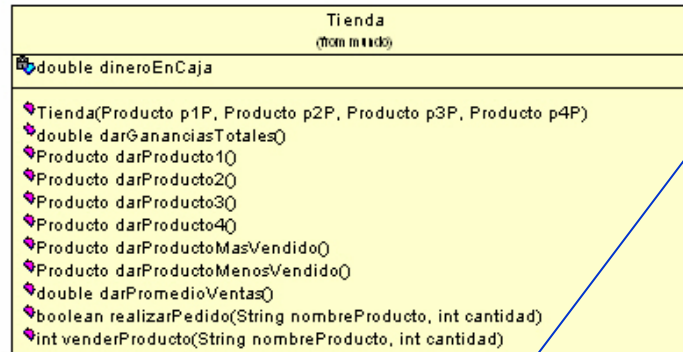 Tienda
(from mundo)
double dineroEnCaja
Tienda(Producto p1P, Producto p2P, Producto p3P, Producto p4P)
double darGananciasTotales()
Producto darProducto1()
Producto darProducto2()
Producto darProducto3()
Producto darProducto4()
Producto darProductoMasVendido()
Producto darProductoMenosVendido()
double darPromedioVentas()
boolean realizarPedido(String nombreProducto, int cantidad)
int venderProducto(String nombreProducto, int cantidad)